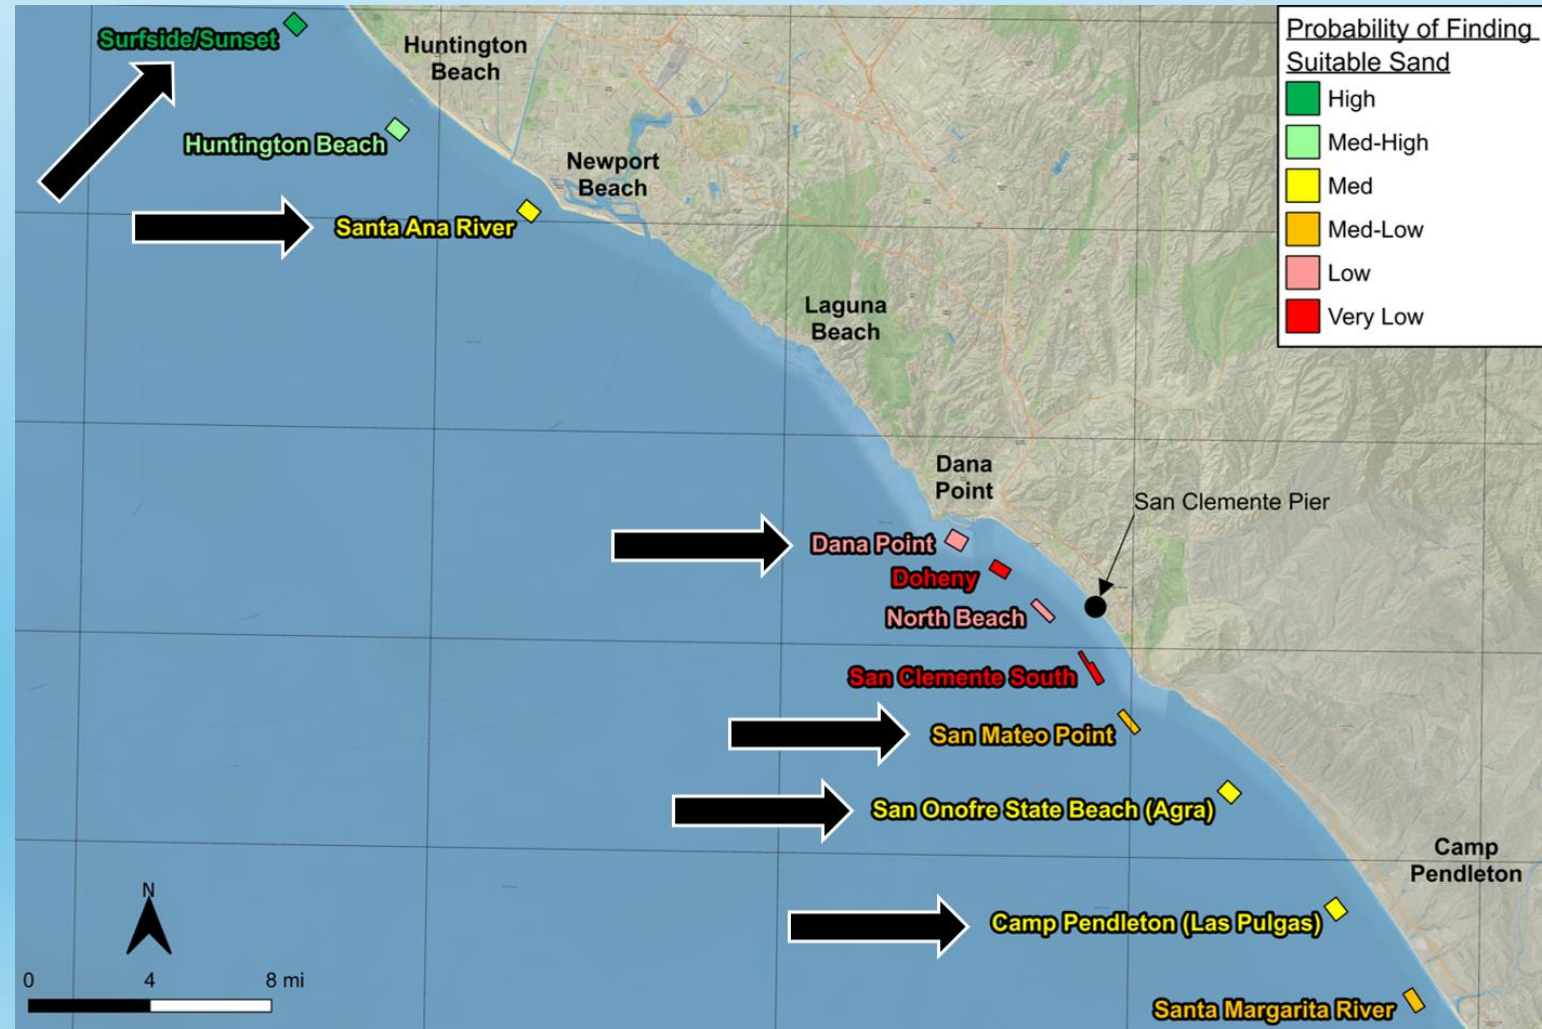 Surfside/Sunset
Huntington
Beach
Probability of Finding
Suitable Sand
High
Med-High
Med
Med-Low
Low
Very Low
Huntington Beach
Newport
Beach
Santa Ana River
Laguna
Beach
Dana
Point
San Clemente Pier
Dana Point
Doheny
North Beach
San Clemente South
San Mateo Point
San Onofre State Beach (Agra)
Camp
Pendleton
Camp Pendleton (Las Pulgas)
N
0 4 8 mi
Santa Margarita River